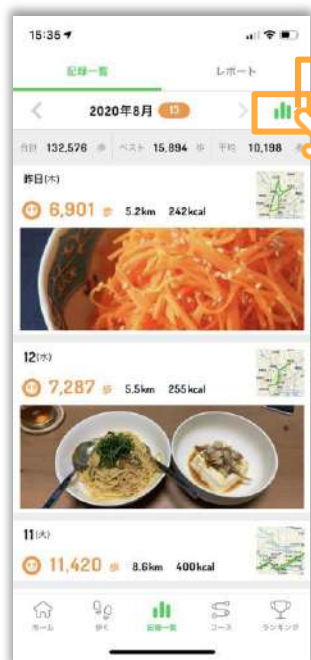 15:35
記録一覧 レポート
2020年8月 13
合計 132,576 歩 ベスト 15,894 歩 平均 10,198
昨日(木)
6,901 歩 5.2km 242kcal
12(水)
7,287 歩 5.5km 255kcal
11(火)
11,420 歩 8.6km 400kcal
ホーム 歩く 記録一覧 コース ランキング